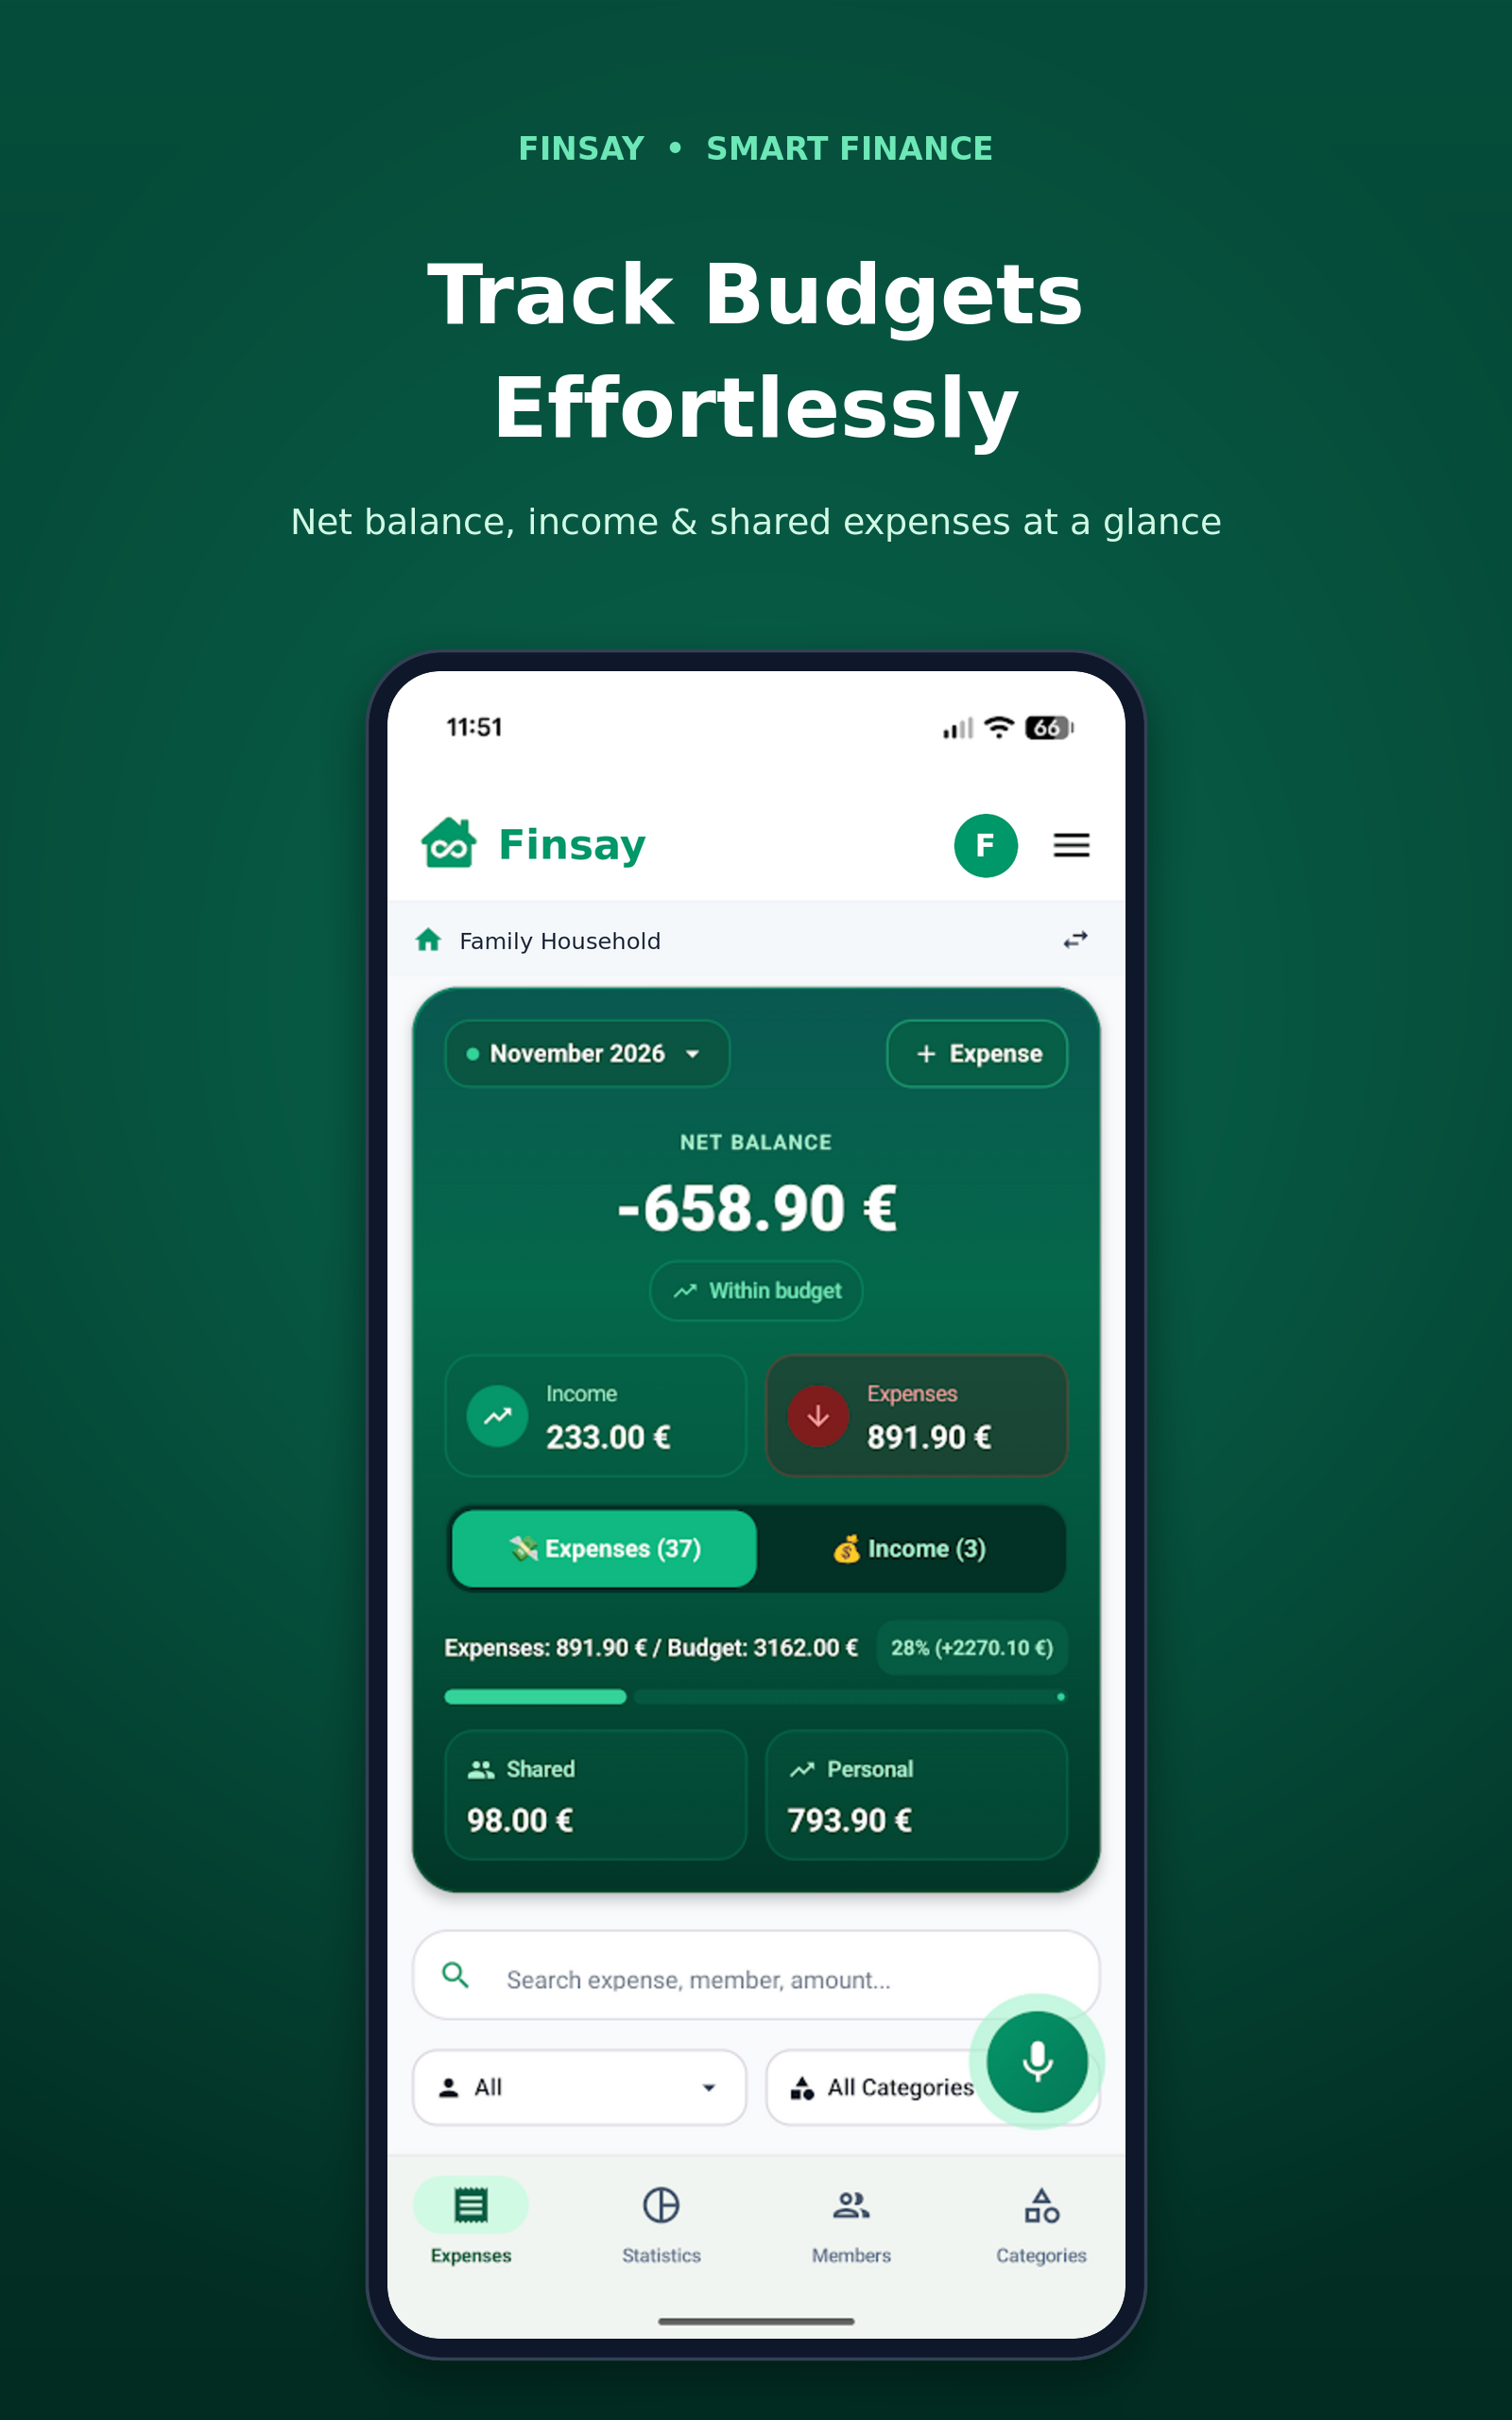 FINSAY • SMART FINANCE
Track Budgets
Effortlessly
Net balance, income & shared expenses at a glance
11:51
66
Finsay
F
Family Household
November 2026
+ Expense
NET BALANCE
-658.90 €
Within budget
Income
233.00 €
Expenses
891.90 €
💸 Expenses (37)
💰 Income (3)
Expenses: 891.90 € / Budget: 3162.00 €
28% (+2270.10 €)
Shared
98.00 €
Personal
793.90 €
Search expense, member, amount...
All
All Categories
Expenses
Statistics
Members
Categories